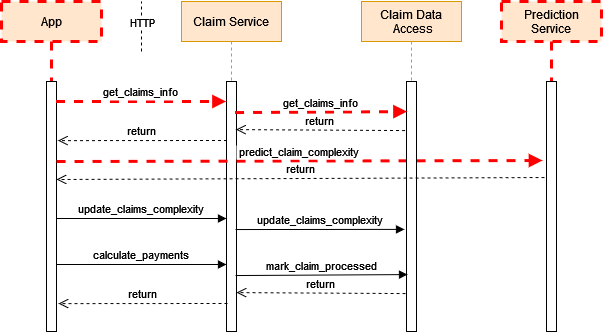 App
HTTP
Claim Service
Claim Data
Access
Prediction
Service
get_claims_info
get_claims_info
return
return
predict_claim_complexity
return
update_claims_complexity
update_claims_complexity
calculate_payments
mark_claim_processed
return
return